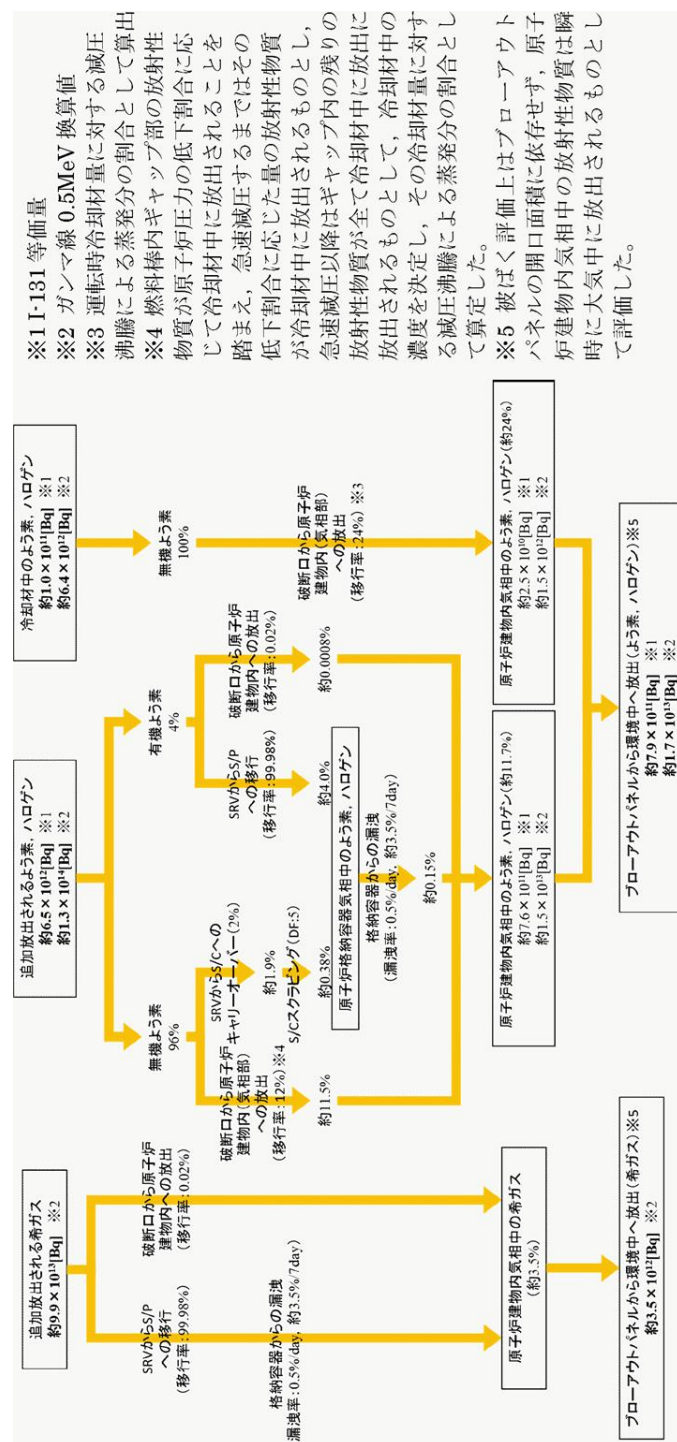 追加放出される希ガス
約9.9×10¹³[Bq] ※2
SRVからS/P
への移行
(移行率:99.98%)
破断口から原子炉
建物内への放出
(移行率:0.02%)
格納容器からの漏洩
漏洩率:0.5%/day, 約3.5%/7day)
原子炉建物内気相中の希ガス
(約3.5%)
ブローアウトパネルから環境中へ放出(希ガス)※5
約3.5×10¹²[Bq] ※2
追加放出されるよう素, ハロゲン
約6.5×10¹²[Bq] ※1
約1.3×10¹⁴[Bq] ※2
無機よう素
96%
有機よう素
4%
破断口から原子炉
建物内(気相部)
への放出
(移行率:12%)※4
SRVからS/Cへの
キャリーオーバー(2%)
約1.9%
S/Cスクラビング(DF:5)
SRVからS/P
への移行
(移行率:99.98%)
破断口から原子炉
建物内への放出
(移行率:0.02%)
約11.5%
約0.38%
約4.0%
約0.0008%
原子炉格納容器気相中のよう素, ハロゲン
格納容器からの漏洩
(漏洩率:0.5%/day, 約3.5%/7day)
約0.15%
原子炉建物内気相中のよう素, ハロゲン(約11.7%)
約7.6×10¹¹[Bq] ※1
約1.5×10¹³[Bq] ※2
冷却材中のよう素, ハロゲン
約1.0×10¹¹[Bq] ※1
約6.4×10¹²[Bq] ※2
無機よう素
100%
破断口から原子炉
建物内(気相部)
への放出
(移行率:24%) ※3
原子炉建物内気相中のよう素, ハロゲン(約24%)
約2.5×10¹⁰[Bq] ※1
約1.5×10¹²[Bq] ※2
ブローアウトパネルから環境中へ放出(よう素, ハロゲン)※5
約7.9×10¹¹[Bq] ※1
約1.7×10¹³[Bq] ※2
※1 I-131 等価量
※2 ガンマ線 0.5MeV 換算値
※3 運転時冷却材量に対する減圧
沸騰による蒸発分の割合として算出
※4 燃料棒内ギャップ部の放射性
物質が原子炉圧力の低下割合に応
じて冷却材中に放出されることを
踏まえ，急速減圧するまではその
低下割合に応じた量の放射性物質
が冷却材中に放出されるものとし，
急速減圧以降はギャップ内の残りの
放射性物質が全て冷却材中に放出に
放出されるものとして，冷却材中の
濃度を決定し，その冷却材量に対す
る減圧沸騰による蒸発分の割合とし
て算定した。
※5 被ばく評価上はブローアウト
パネルの開口面積に依存せず，原子
炉建物内気相中の放射性物質は瞬
時に大気中に放出されるものとし
て評価した。